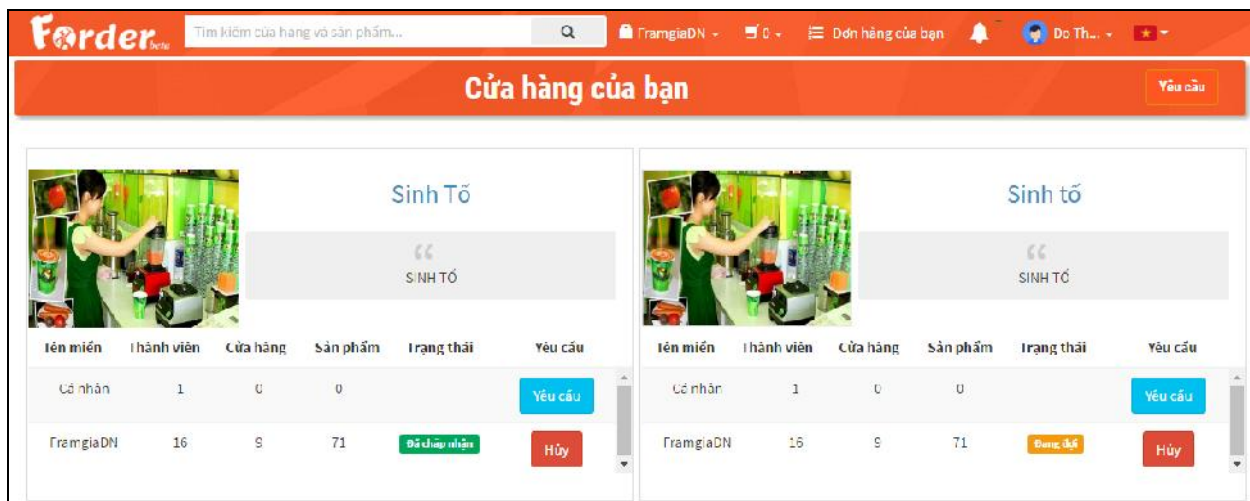 Forder beta
Tìm kiếm cửa hàng và sản phẩm...
FramgiaDN
0
Đơn hàng của bạn
Do Th...
Cửa hàng của bạn
Yêu cầu
Sinh Tố
SINH TỐ
Tên miền Thành viên Cửa hàng Sản phẩm Trạng thái Yêu cầu
Cá nhân 1 0 0 Yêu cầu
FramgiaDN 16 9 71 Đã chấp nhận Hủy
Sinh tố
SINH TỐ
Tên miền Thành viên Cửa hàng Sản phẩm Trạng thái Yêu cầu
Cá nhân 1 0 0 Yêu cầu
FramgiaDN 16 9 71 Đang đợi Hủy